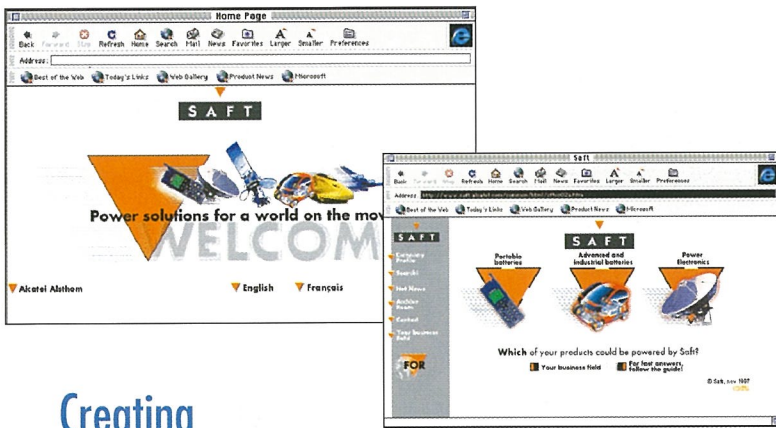 Home Page
Back Forward Stop Refresh Home Search Mail News Favorites Larger Smaller Preferences
Address:
Best of the Web Today's Links Web Gallery Product News Microsoft
SAFT
Power solutions for a world on the mov
WELCOM
Alcatel Alsthom English Français
Saft
Back Forward Stop Refresh Home Search Mail News Favorites Larger Smaller Preferences
Address:
Best of the Web Today's Links Web Gallery Product News Microsoft
SAFT
Company
Profile
Search!
Hot News
Archive
Room
Contact
Your business
field
FOR
SAFT
Portable
batteries
Advanced and
industrial batteries
Power
Electronics
Which of your products could be powered by Saft?
Your business field
For fast answers,
follow the guide!
© Saft, nov 1997
Creating